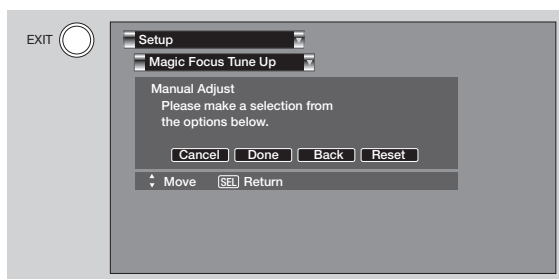 EXIT
Setup
Magic Focus Tune Up
Manual Adjust
Please make a selection from
the options below.
Cancel Done Back Reset
Move SEL Return